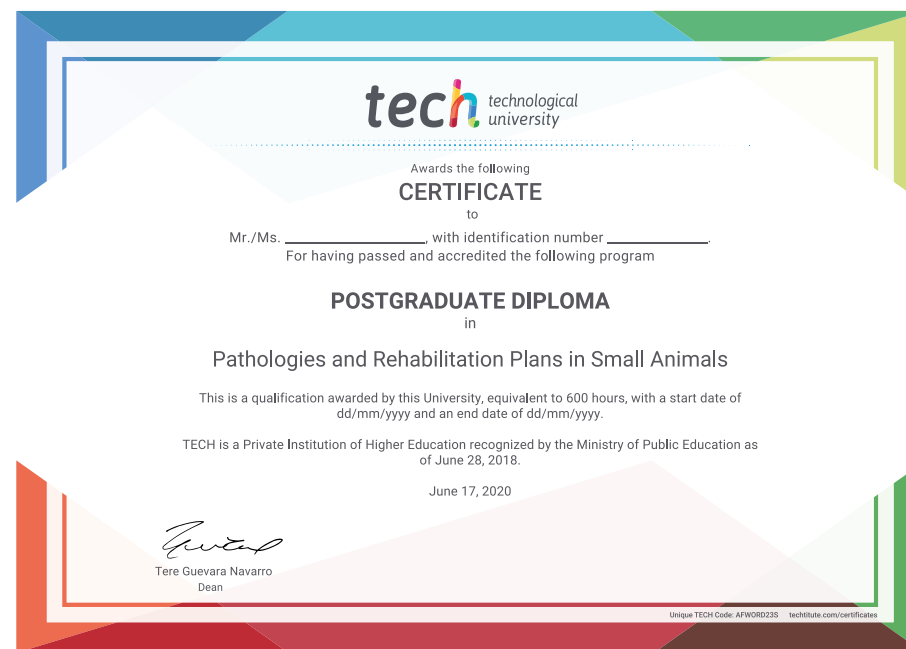 tech technological
university
Awards the following
CERTIFICATE
to
Mr./Ms. ____________________, with identification number ______________.
For having passed and accredited the following program
POSTGRADUATE DIPLOMA
in
Pathologies and Rehabilitation Plans in Small Animals
This is a qualification awarded by this University, equivalent to 600 hours, with a start date of
dd/mm/yyyy and an end date of dd/mm/yyyy.
TECH is a Private Institution of Higher Education recognized by the Ministry of Public Education as
of June 28, 2018.
June 17, 2020
Tere Guevara Navarro
Dean
Unique TECH Code: AFWORD23S techtitute.com/certificates